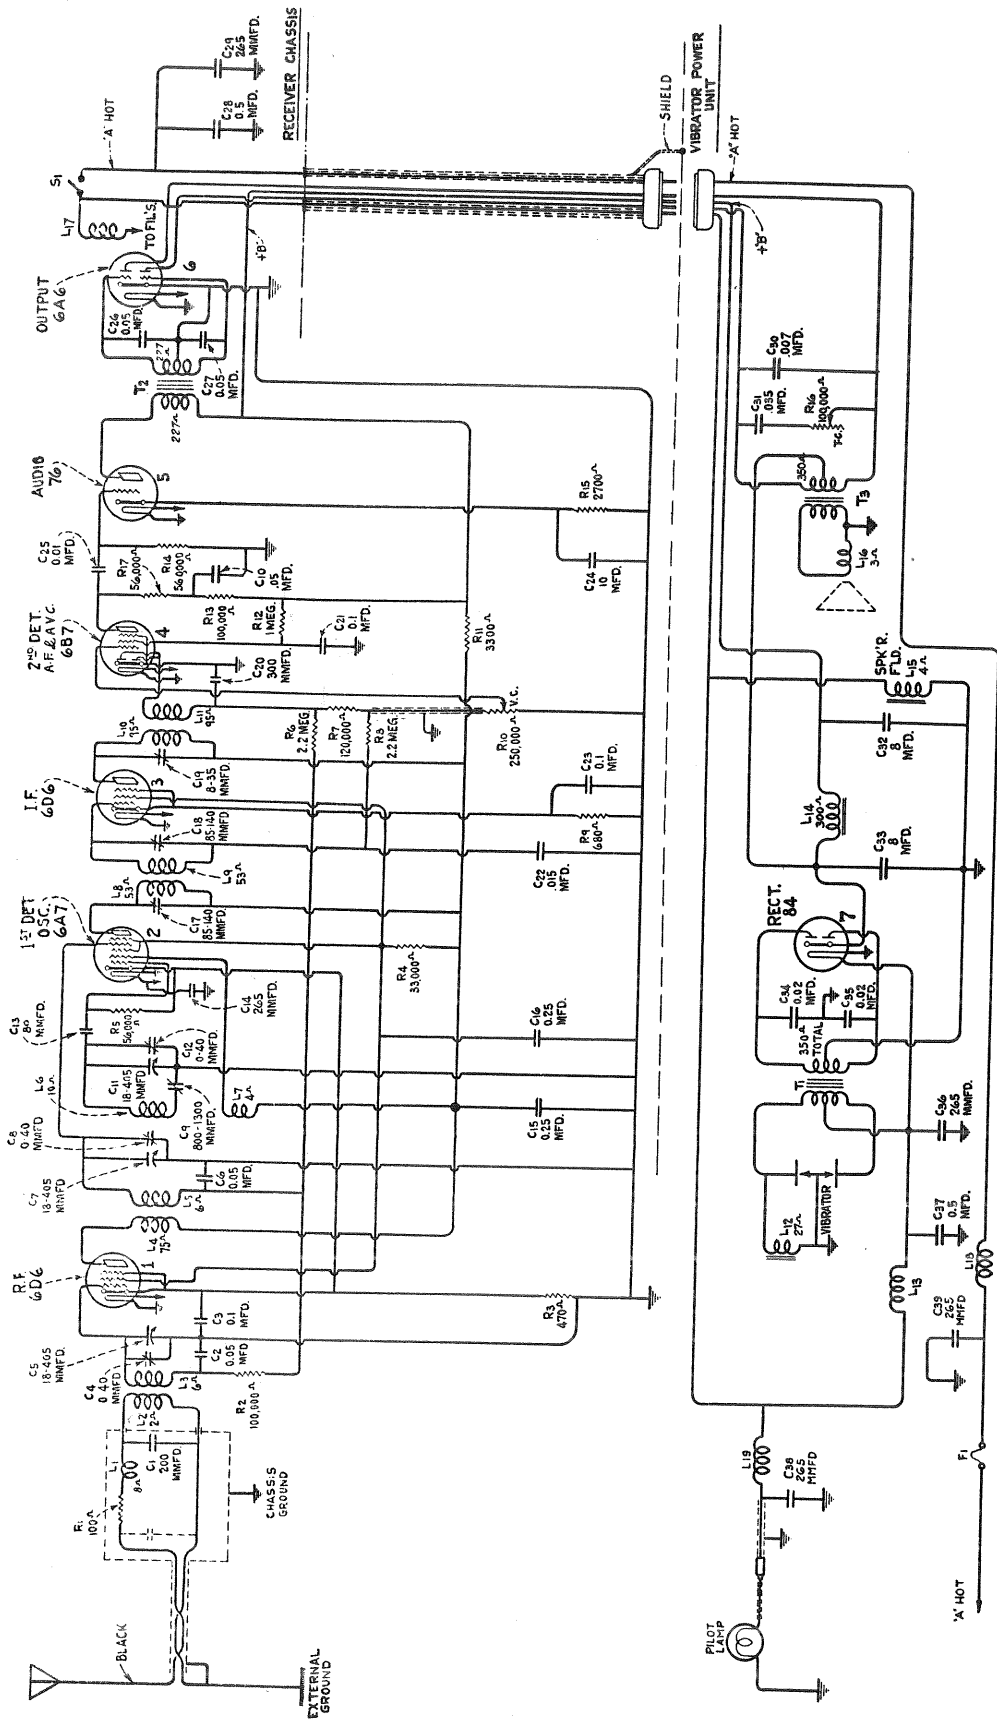 BLACK
EXTERNAL
GROUND
R1
100Ω
L1
8Ω
C1
200
MMFD.
CHASSIS
GROUND
L2
2Ω
C4
0-40
MMFD
C5
18-405
MMFD.
L3
6Ω
R2
100,000Ω
C2
0.05
MFD
C3
0.1
MFD.
R3
470Ω
R.F.
6D6
1
L4
75Ω
L5
6Ω
C7
18-405
MMFD
C8
0-40
MMFD
C6
0.05
MFD.
L6
10Ω
C9
800-1300
MMFD.
C11
18-405
MMFD
C12
0-40
MMFD.
C13
80
MMFD.
R5
56,000Ω
L7
4Ω
C14
265
MMFD.
C15
0.25
MFD.
C16
0.25
MFD.
1ST DET.
OSC.
6A7
2
R4
33,000Ω
L8
53Ω
C17
85-140
MMFD.
L9
53Ω
C18
85-140
MMFD.
C22
.015
MFD.
I.F.
6D6
3
R9
680Ω
C23
0.1
MFD.
C19
8-35
MMFD.
L10
75Ω
L11
95Ω
R6
2.2 MEG.
R7
120,000Ω
R8
2.2 MEG.
R10
250,000Ω
V.C.
2ND DET.
A.F. & A.V.C.
6B7
4
C20
300
MMFD.
C21
0.1
MFD.
R12
1 MEG.
R13
100,000Ω
R11
3300Ω
R17
56,000Ω
R14
56,000Ω
C10
.05
MFD.
C25
0.01
MFD.
AUDIO
76
5
C24
10
MFD.
R15
2700Ω
T2
227Ω
227
Ω
C26
0.05
MFD.
C27
0.05
MFD.
OUTPUT
6A6
6
L17
TO FIL'S.
S1
'A' HOT
+"B"
C28
0.5
MFD.
C29
265
MMFD.
RECEIVER CHASSIS
SHIELD
VIBRATOR POWER
UNIT
"A" HOT
+"B"
PILOT
LAMP
L19
C38
265
MMFD
'A' HOT
F1
C39
265
MMFD
L18
L13
C37
0.5
MFD.
C36
265
MMFD.
L12
27Ω
VIBRATOR
T1
350Ω
TOTAL
C34
0.02
MFD.
C35
0.02
MFD.
RECT.
84
7
C33
8
MFD.
L14
300Ω
C32
8
MFD.
SPK'R.
F'LD.
L15
4Ω
L16
3Ω
T3
350Ω
C31
.035
MFD.
R16
100,000Ω
T.C.
C30
.007
MFD.